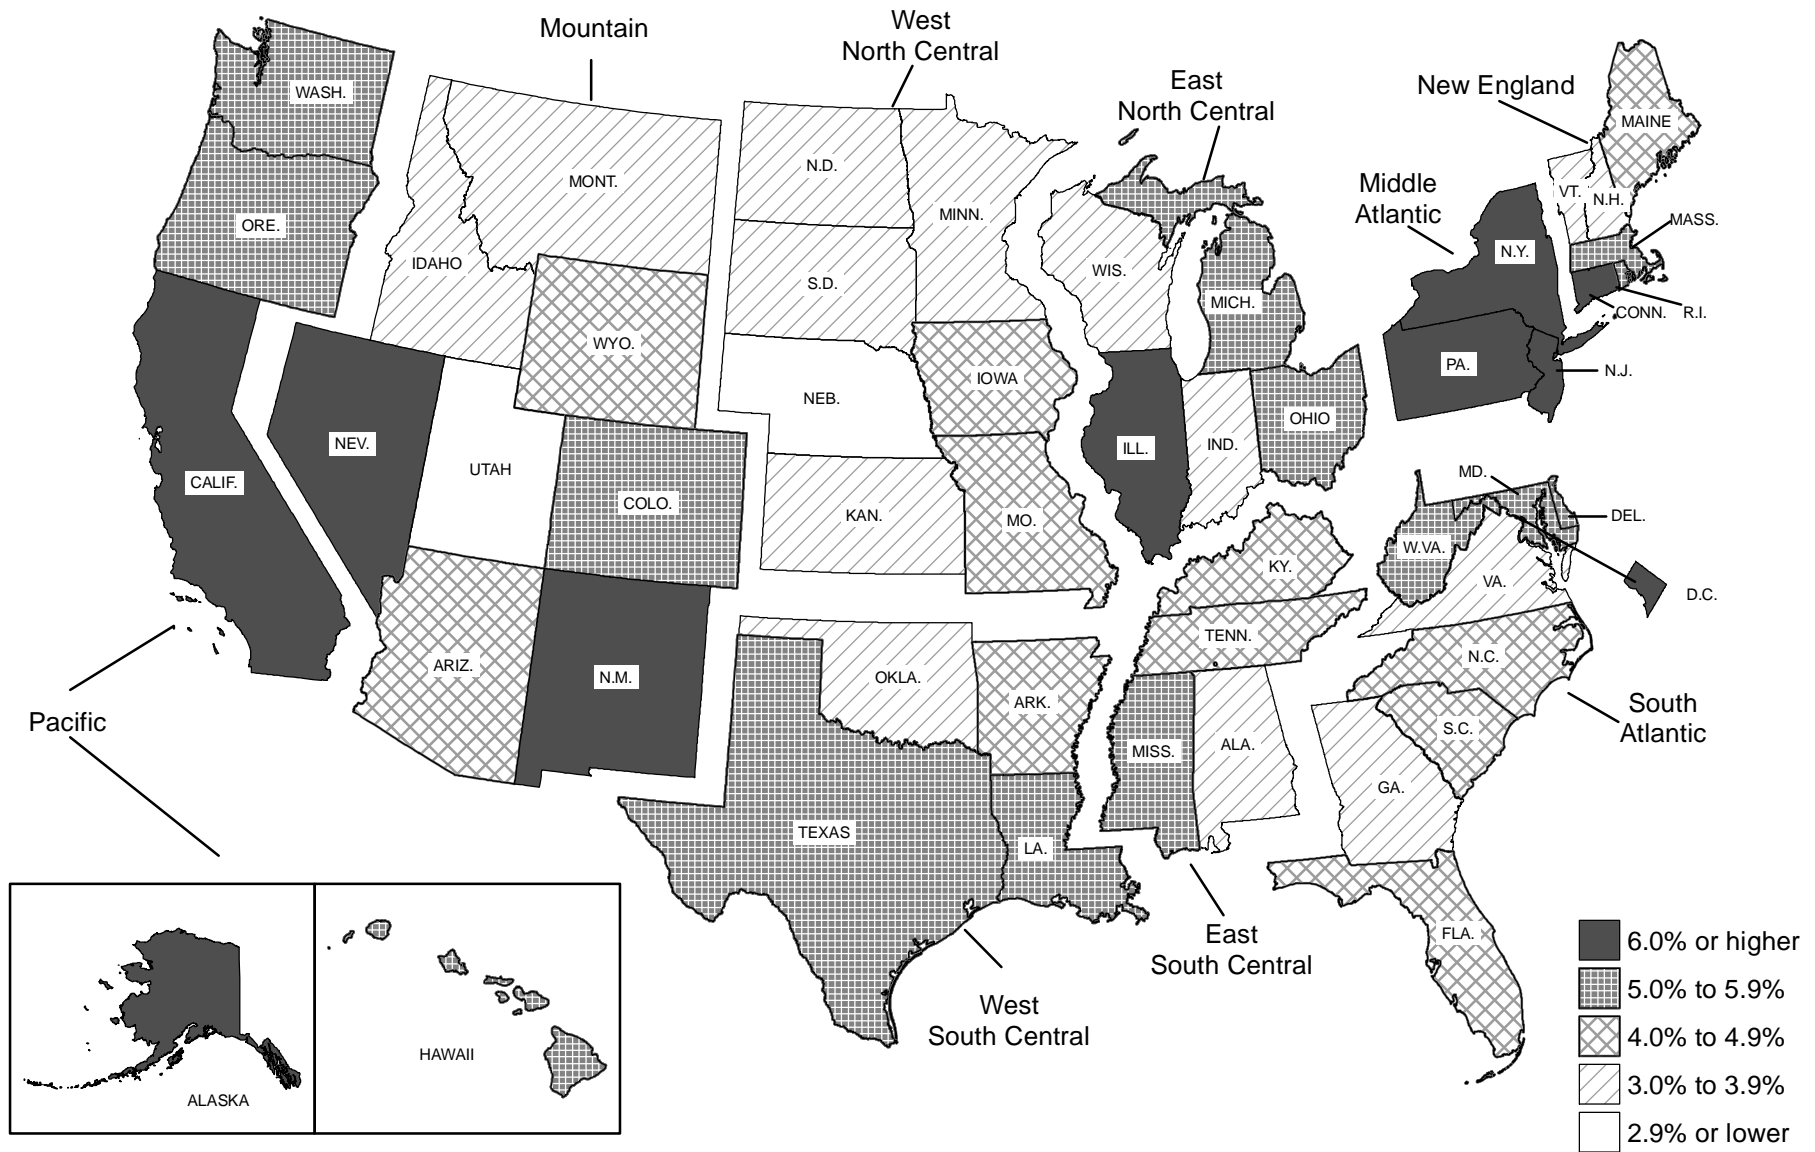 Mountain
West
North Central
East
North Central
New England
Middle
Atlantic
WASH.
MAINE
MONT.
N.D.
MINN.
VT.
N.H.
ORE.
MASS.
IDAHO
S.D.
WIS.
N.Y.
MICH.
CONN.
R.I.
WYO.
IOWA
PA.
N.J.
NEB.
OHIO
NEV.
UTAH
ILL.
IND.
CALIF.
COLO.
KAN.
MO.
MD.
DEL.
W.VA.
KY.
VA.
D.C.
ARIZ.
N.M.
OKLA.
TENN.
N.C.
ARK.
S.C.
South
Atlantic
Pacific
MISS.
ALA.
GA.
TEXAS
LA.
FLA.
East
South Central
West
South Central
HAWAII
ALASKA
6.0% or higher
5.0% to 5.9%
4.0% to 4.9%
3.0% to 3.9%
2.9% or lower